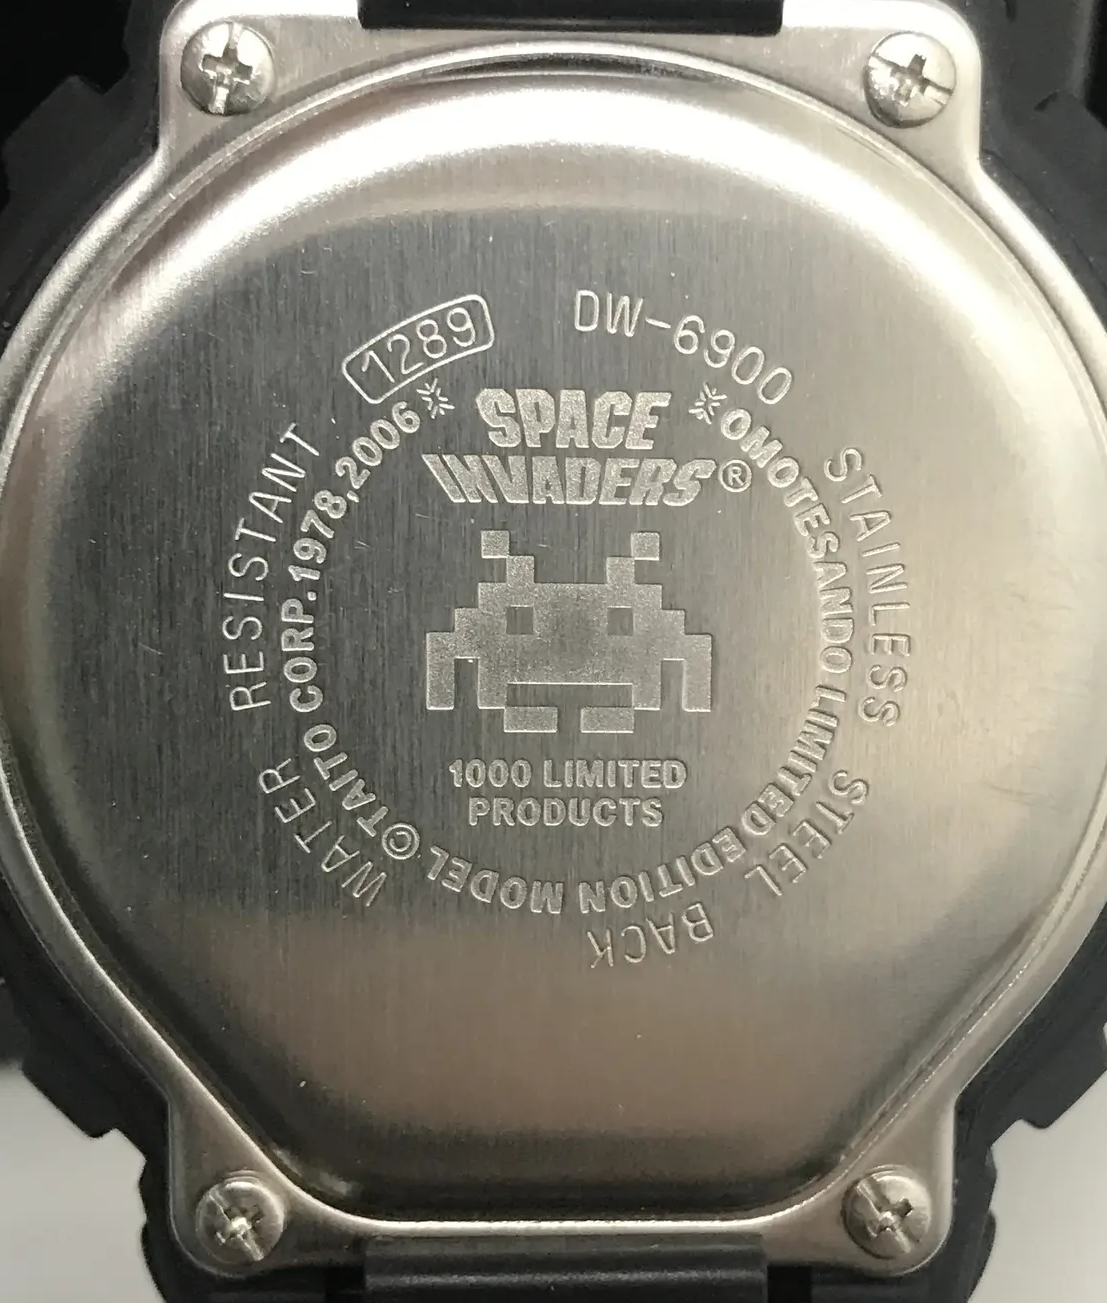 1289
DW-6900
STAINLESS STEEL BACK
WATER RESISTANT
SPACE
INVADERS®
OMOTESANDO LIMITED EDITION MODEL ©TAITO CORP.1978,2006
1000 LIMITED
PRODUCTS